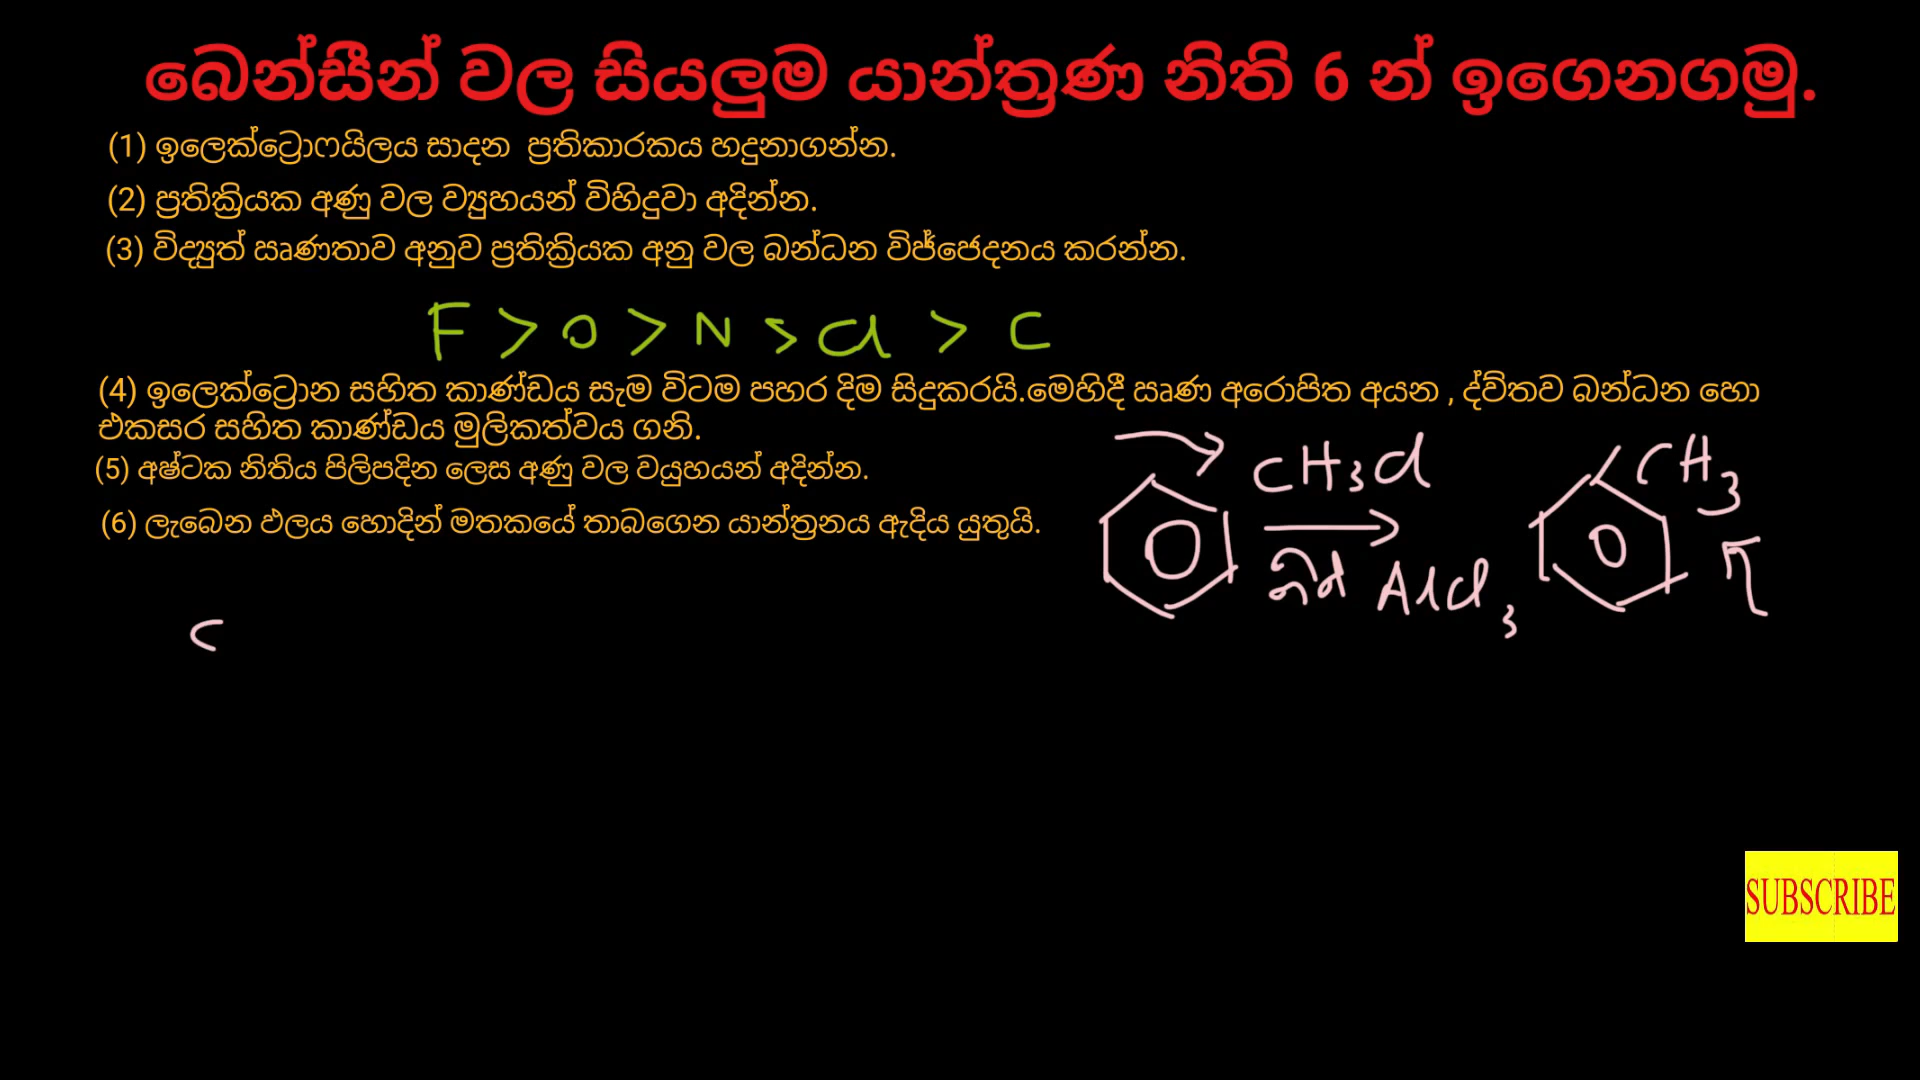 බෙන්සීන් වල සියලුම යාන්ත්‍රණ නිති 6 න් ඉගෙනගමු.
(1) ඉලෙක්ට්‍රොෆයිලය සාදන ප්‍රතිකාරකය හදුනාගන්න.
(2) ප්‍රතික්‍රියක අණු වල ව්‍යුහයන් විහිදුවා අදින්න.
(3) විද්‍යුත් ඍණතාව අනුව ප්‍රතික්‍රියක අනු වල බන්ධන විජ්ජෙදනය කරන්න.
F > O > N > Cl > C
(4) ඉලෙක්ට්‍රොන සහිත කාණ්ඩය සැම විටම පහර දිම සිදුකරයි.මෙහිදී ඍණ අරොපිත අයන , ද්විත්ව බන්ධන හො
එකසර සහිත කාණ්ඩය මුලිකත්වය ගනි.
(5) අෂ්ටක නිතිය පිලිපදින ලෙස අණු වල වයුහයන් අදින්න.
(6) ලැබෙන ඵලය හොදින් මතකයේ තාබගෙන යාන්ත්‍රනය ඇදිය යුතුයි.
CH3Cl
CH3
AlCl3
C
SUBSCRIBE